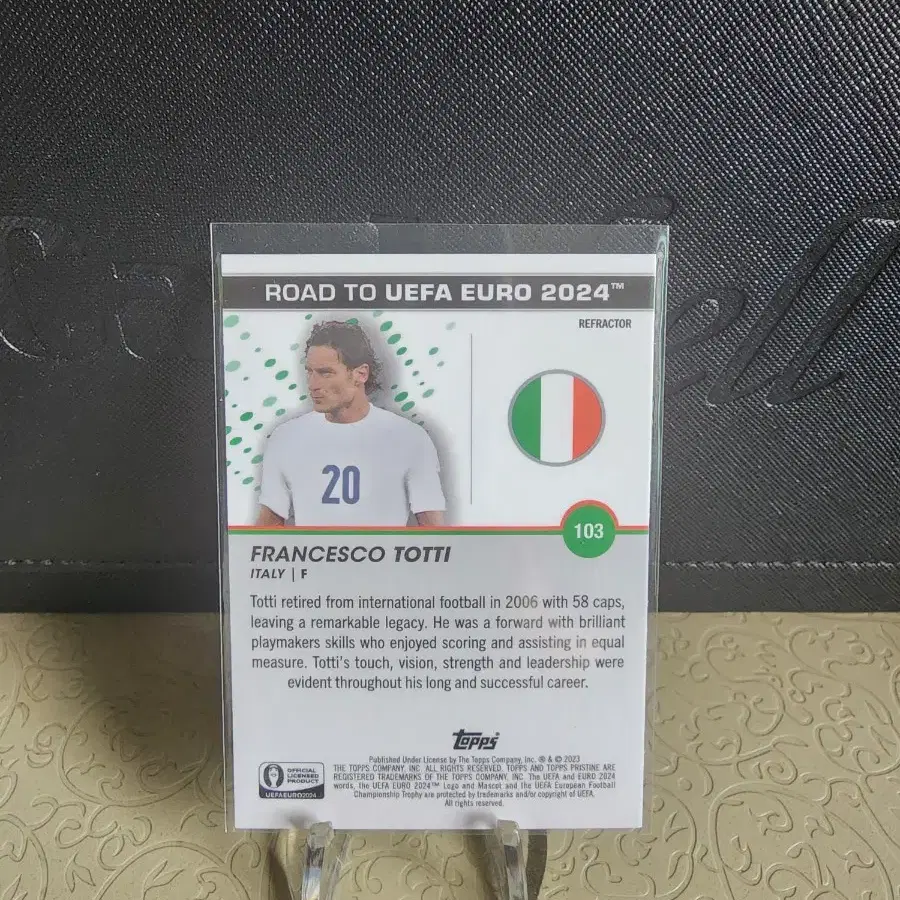 ROAD TO UEFA EURO 2024™
REFRACTOR
20
103
FRANCESCO TOTTI
ITALY | F
Totti retired from international football in 2006 with 58 caps,
leaving a remarkable legacy. He was a forward with brilliant
playmakers skills who enjoyed scoring and assisting in equal
measure. Totti's touch, vision, strength and leadership were
evident throughout his long and successful career.
Topps
OFFICIAL
LICENSED
PRODUCT
UEFA EURO2024
Published Under License by The Topps Company, Inc. ® & © 2023
THE TOPPS COMPANY, INC. ALL RIGHTS RESERVED. TOPPS AND TOPPS PRISTINE ARE
REGISTERED TRADEMARKS OF THE TOPPS COMPANY, INC. The UEFA and EURO 2024
words, the UEFA EURO 2024™ Logo and Mascot and the UEFA European Football
Championship Trophy are protected by trademarks and/or copyright of UEFA.
All rights reserved.